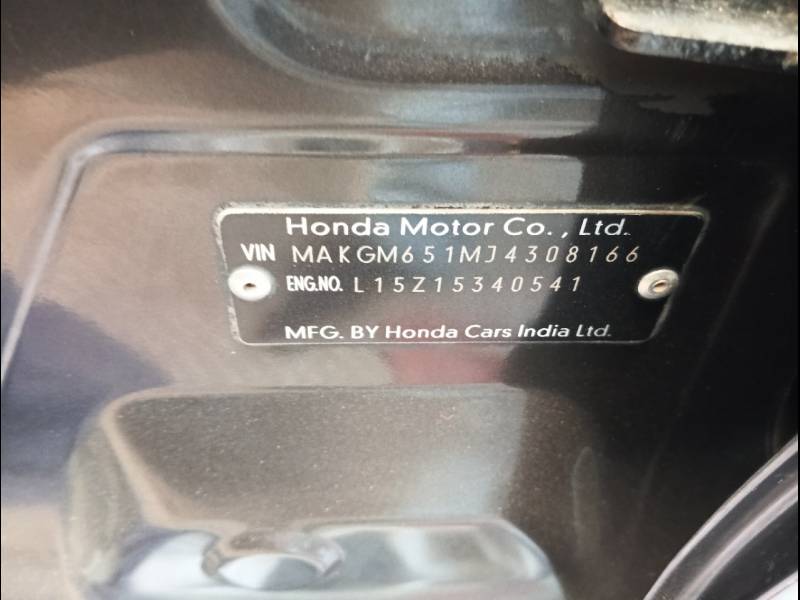 Honda Motor Co., Ltd.
VIN MAKGM651MJ4308166
ENG.NO. L15Z15340541
MFG. BY Honda Cars India Ltd.